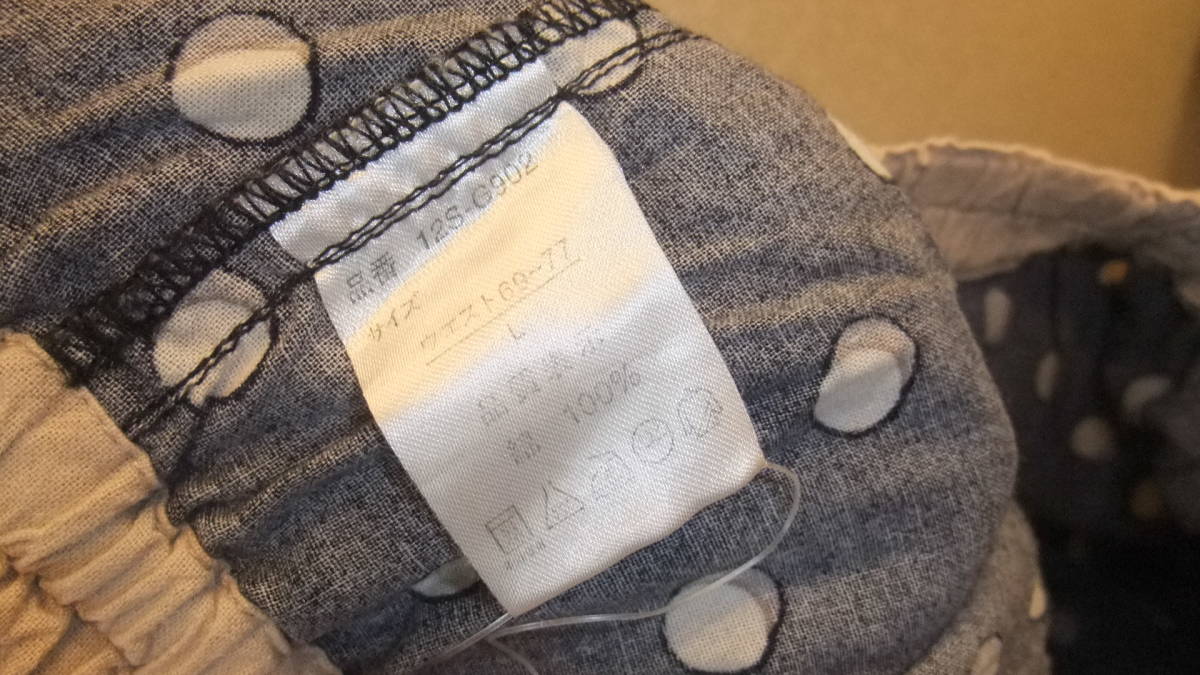 品番 12S-G902
サイズ
ウエスト69~77
L
品質表示
綿 100%